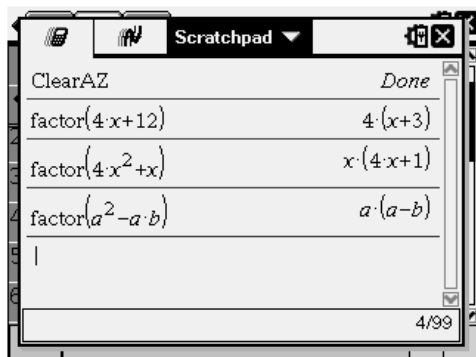 Scratchpad
ClearAZ Done
factor(4·x+12) 4·(x+3)
factor(4·x²+x) x·(4·x+1)
factor(a²−a·b) a·(a−b)
4/99